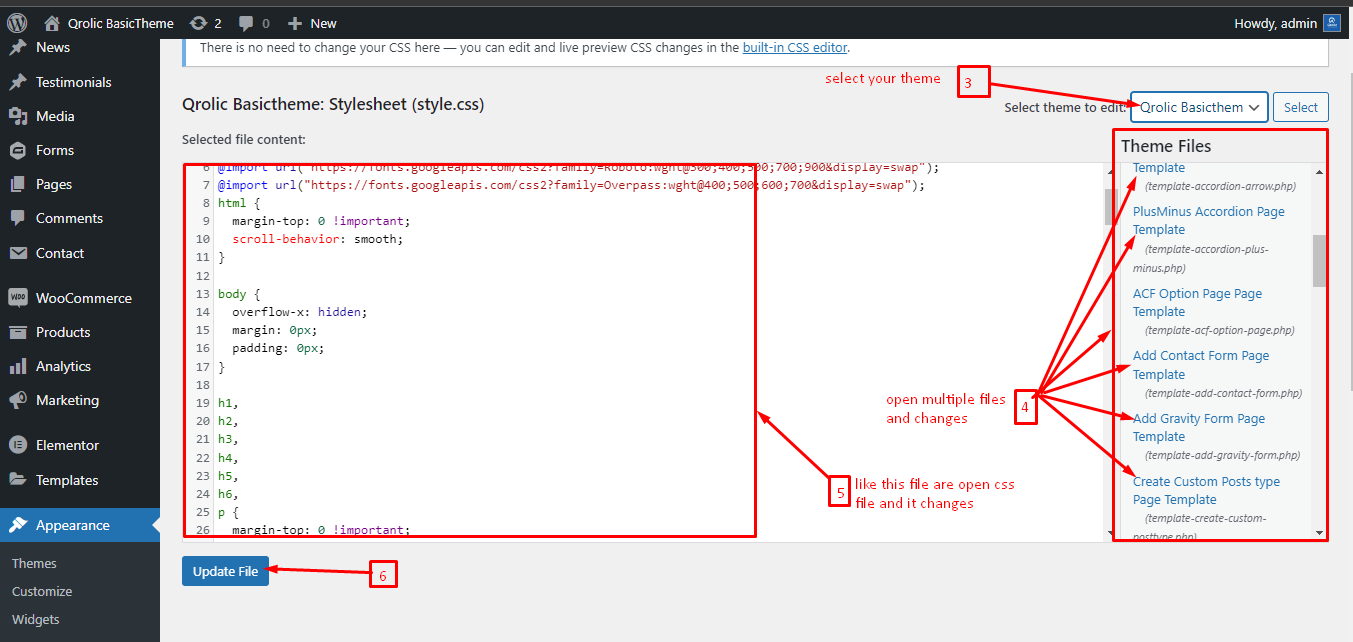 Qrolic BasicTheme 2 0 New Howdy, admin
News
Testimonials
Media
Forms
Pages
Comments
Contact
WooCommerce
Products
Analytics
Marketing
Elementor
Templates
Appearance
Themes
Customize
Widgets
There is no need to change your CSS here — you can edit and live preview CSS changes in the built-in CSS editor.
select your theme 3
Qrolic Basictheme: Stylesheet (style.css)
Select theme to edit: Qrolic Basicthem Select
Selected file content:
6 @import url("https://fonts.googleapis.com/css2?family=Roboto:wght@300;400;500;700;900&display=swap");
7 @import url("https://fonts.googleapis.com/css2?family=Overpass:wght@400;500;600;700&display=swap");
8 html {
9 margin-top: 0 !important;
10 scroll-behavior: smooth;
11 }
12
13 body {
14 overflow-x: hidden;
15 margin: 0px;
16 padding: 0px;
17 }
18
19 h1,
20 h2,
21 h3,
22 h4,
23 h5,
24 h6,
25 p {
26 margin-top: 0 !important;
open multiple files
and changes
4
5
like this file are open css
file and it changes
Theme Files
Template
(template-accordion-arrow.php)
PlusMinus Accordion Page
Template
(template-accordion-plus-
minus.php)
ACF Option Page Page
Template
(template-acf-option-page.php)
Add Contact Form Page
Template
(template-add-contact-form.php)
Add Gravity Form Page
Template
(template-add-gravity-form.php)
Create Custom Posts type
Page Template
(template-create-custom-
posttype.php)
Update File
6